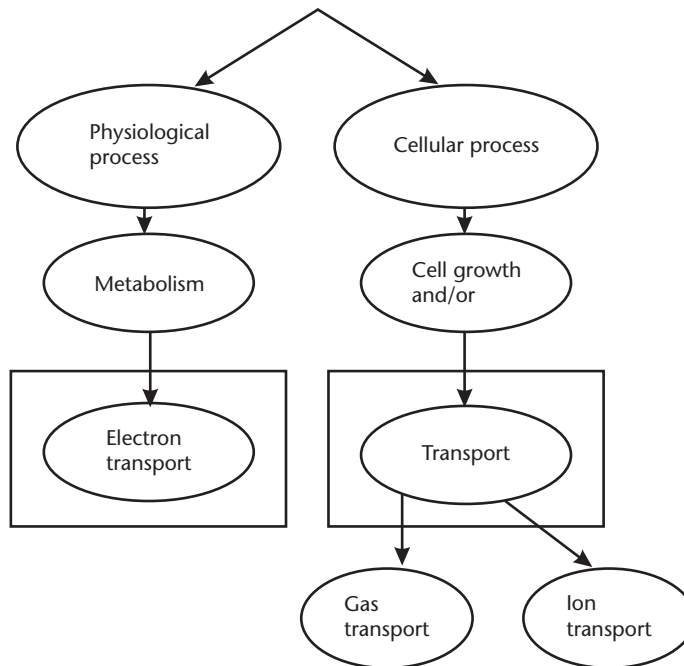 Physiological
process
Cellular process
Metabolism
Cell growth
and/or
Electron
transport
Transport
Gas
transport
Ion
transport